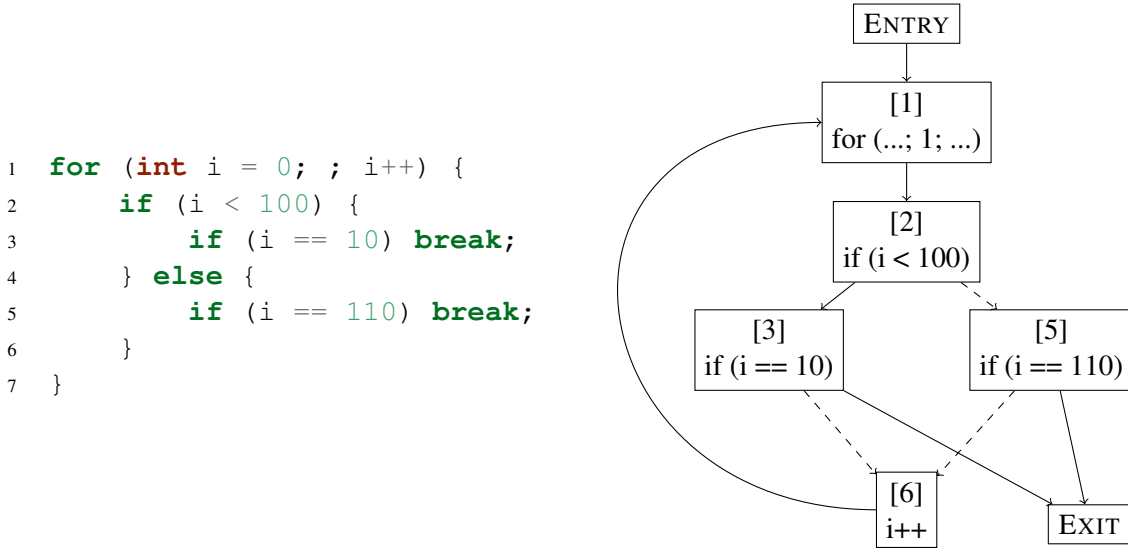 1 for (int i = 0; ; i++) {
2 if (i < 100) {
3 if (i == 10) break;
4 } else {
5 if (i == 110) break;
6 }
7 }
ENTRY
[1]
for (...; 1; ...)
[2]
if (i < 100)
[3]
if (i == 10)
[5]
if (i == 110)
[6]
i++
EXIT